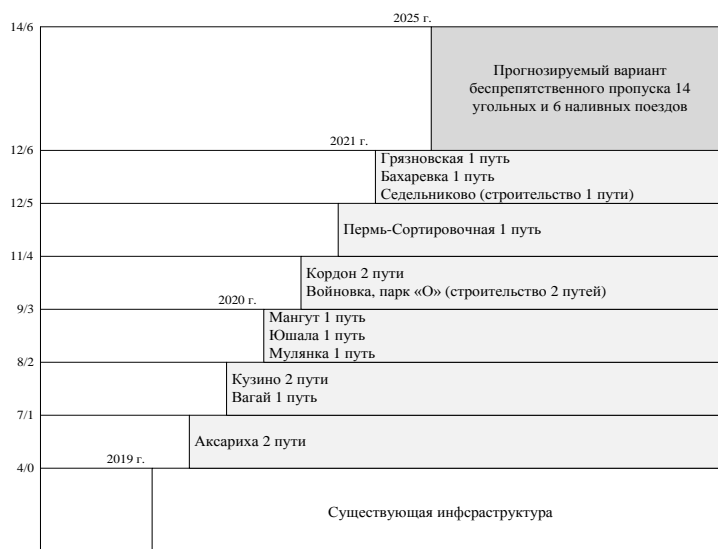 14/6
2025 г.
Прогнозируемый вариант
беспрепятственного пропуска 14
угольных и 6 наливных поездов
2021 г.
12/6
Грязновская 1 путь
Бахаревка 1 путь
Седельниково (строительство 1 пути)
12/5
Пермь-Сортировочная 1 путь
11/4
Кордон 2 пути
Войновка, парк «О» (строительство 2 путей)
2020 г.
9/3
Мангут 1 путь
Юшала 1 путь
Мулянка 1 путь
8/2
Кузино 2 пути
Вагай 1 путь
7/1
Аксариха 2 пути
2019 г.
4/0
Существующая инфсраструктура